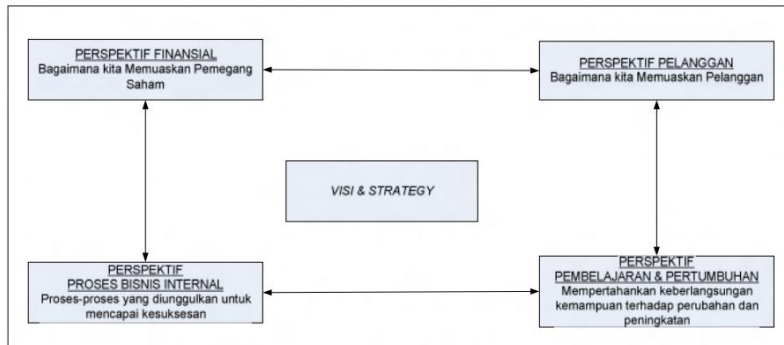 PERSPEKTIF FINANSIAL
Bagaimana kita Memuaskan Pemegang
Saham
PERSPEKTIF PELANGGAN
Bagaimana kita Memuaskan Pelanggan
VISI & STRATEGY
PERSPEKTIF
PROSES BISNIS INTERNAL
Proses-proses yang diunggulkan untuk
mencapai kesuksesan
PERSPEKTIF
PEMBELAJARAN & PERTUMBUHAN
Mempertahankan keberlangsungan
kemampuan terhadap perubahan dan
peningkatan